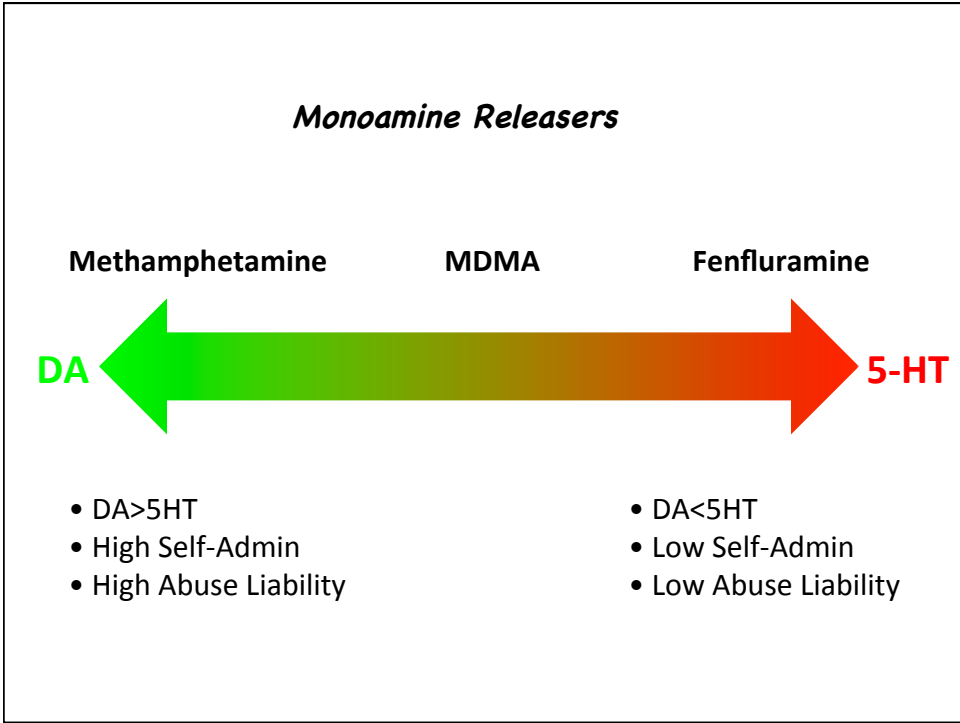 Monoamine Releasers
Methamphetamine MDMA Fenfluramine
DA 5-HT
• DA>5HT
• High Self-Admin
• High Abuse Liability
• DA<5HT
• Low Self-Admin
• Low Abuse Liability